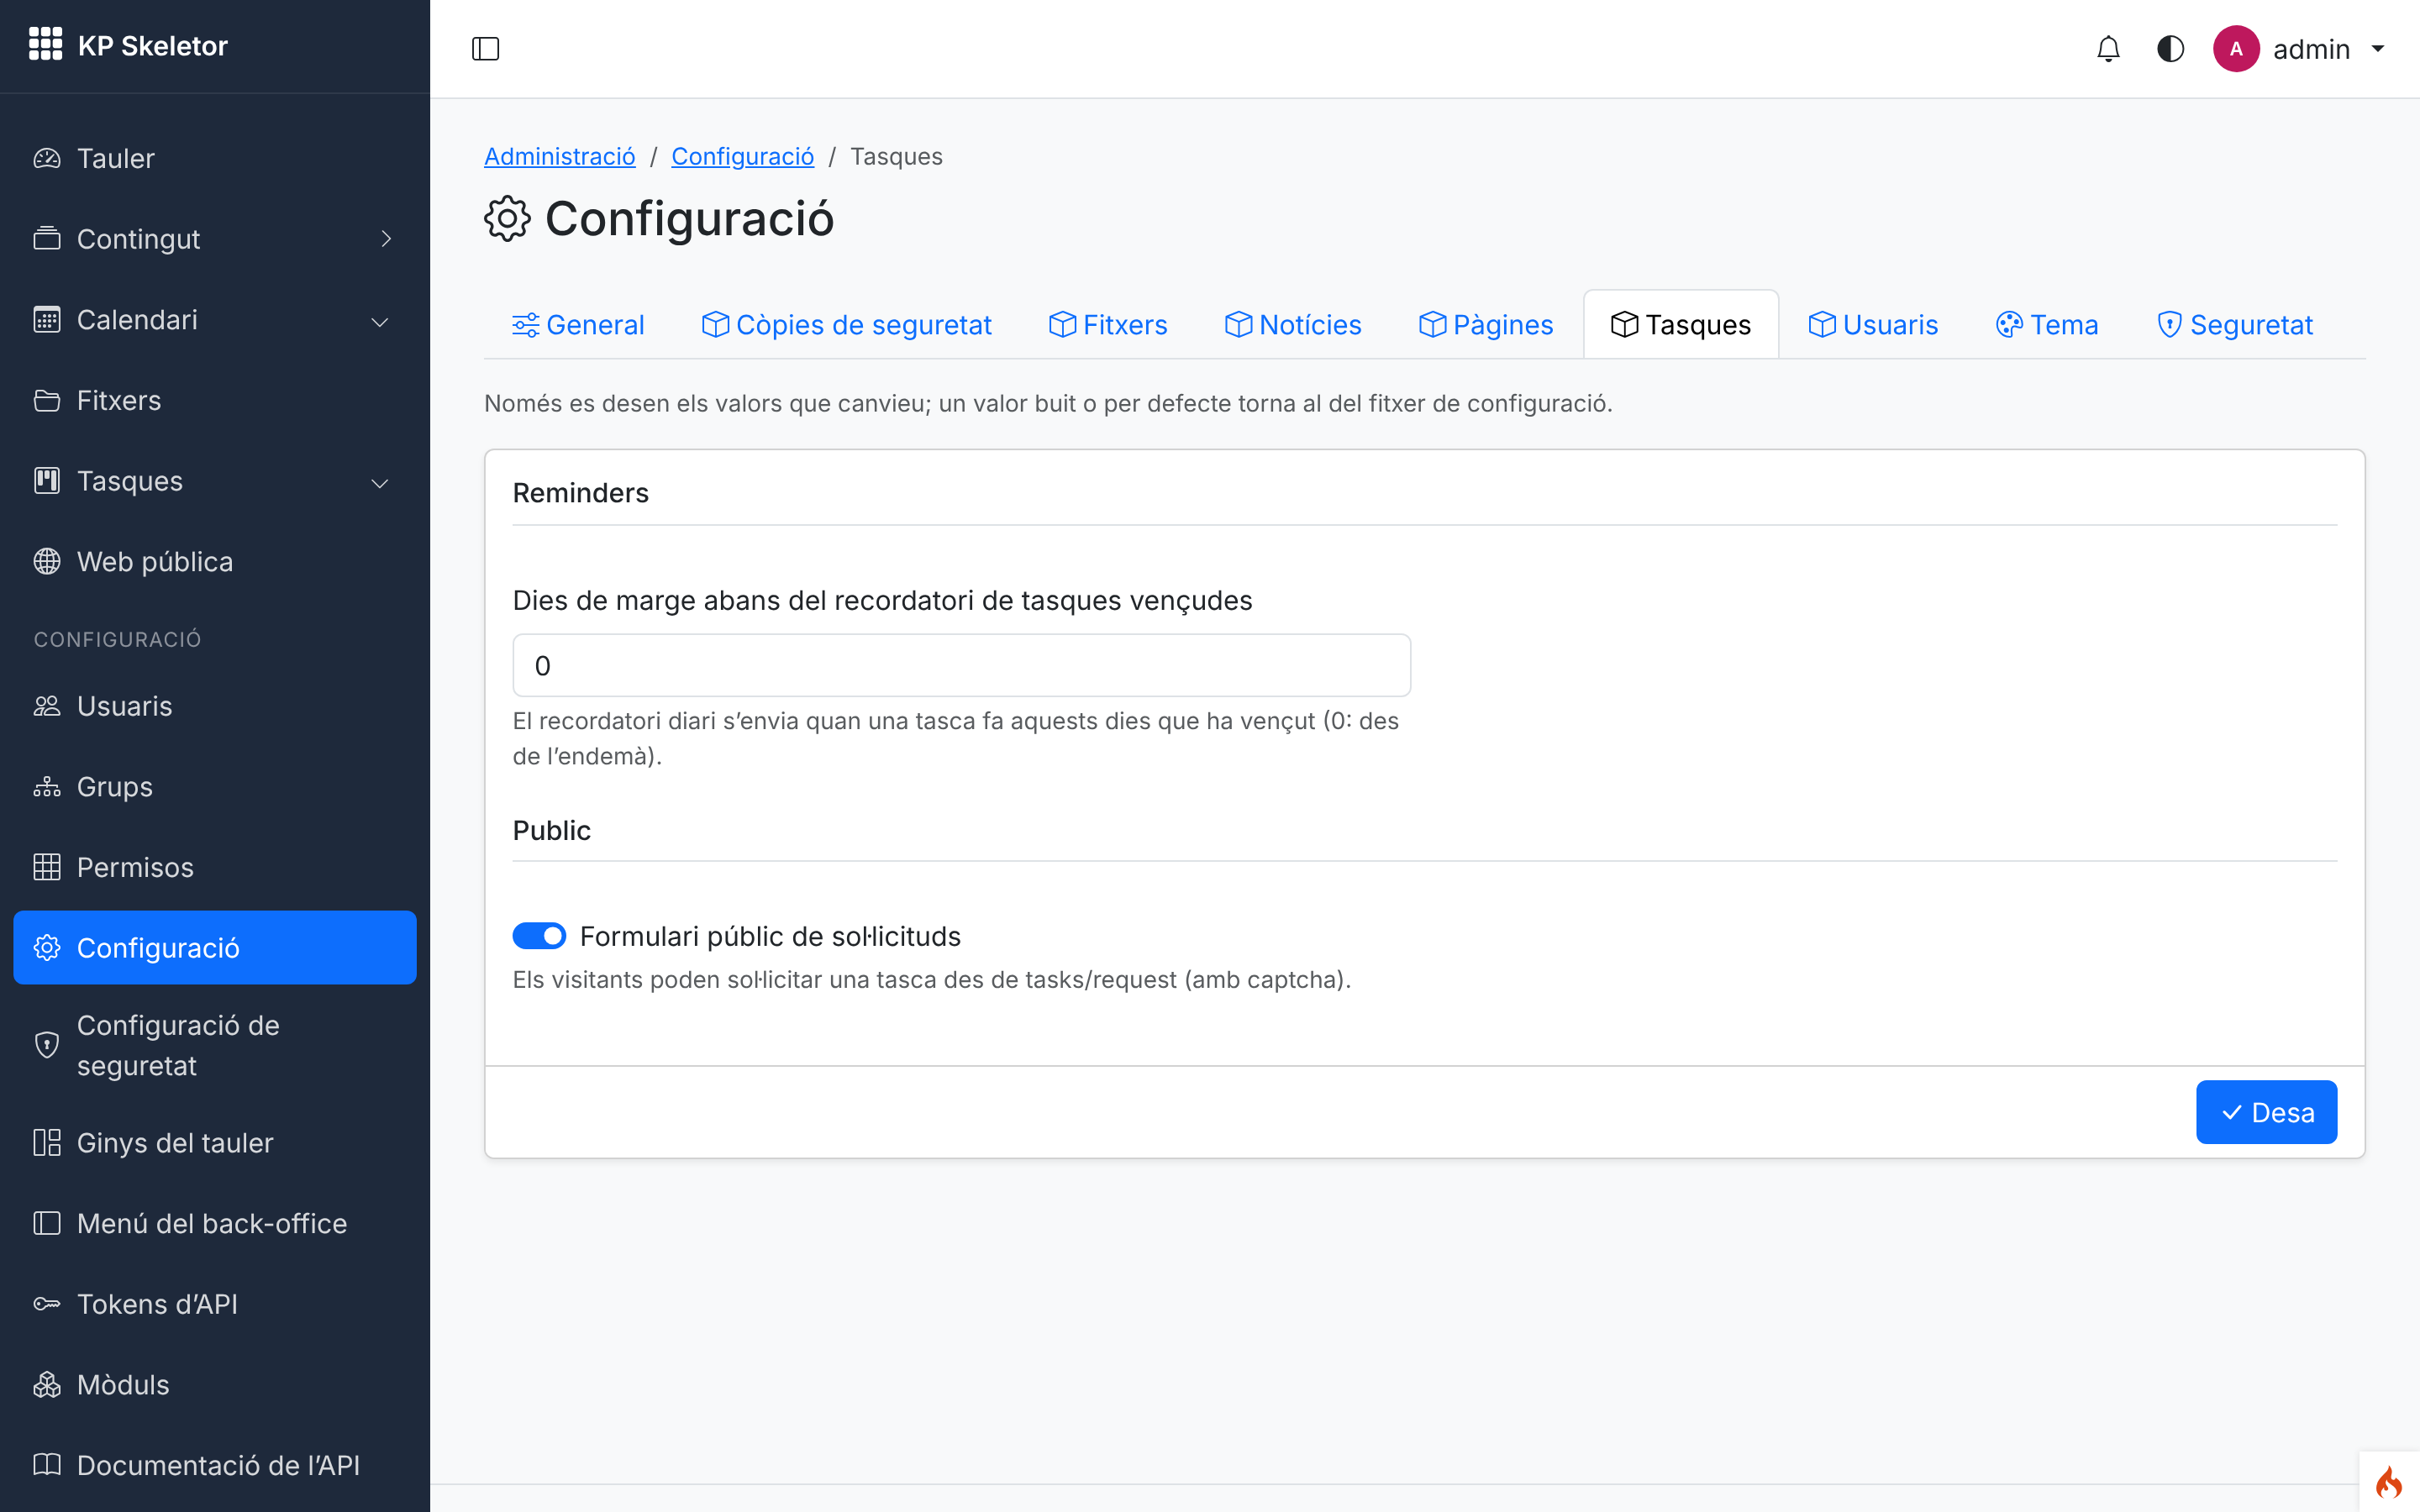 KP Skeletor
A admin
Tauler
Contingut
Calendari
Fitxers
Tasques
Web pública
CONFIGURACIÓ
Usuaris
Grups
Permisos
Configuració
Configuració de
seguretat
Ginys del tauler
Menú del back-office
Tokens d’API
Mòduls
Documentació de l’API
Administració / Configuració / Tasques
Configuració
General Còpies de seguretat Fitxers Notícies Pàgines Tasques Usuaris Tema Seguretat
Només es desen els valors que canvieu; un valor buit o per defecte torna al del fitxer de configuració.
Reminders
Dies de marge abans del recordatori de tasques vençudes
0
El recordatori diari s’envia quan una tasca fa aquests dies que ha vençut (0: des
de l’endemà).
Public
Formulari públic de sol·licituds
Els visitants poden sol·licitar una tasca des de tasks/request (amb captcha).
Desa